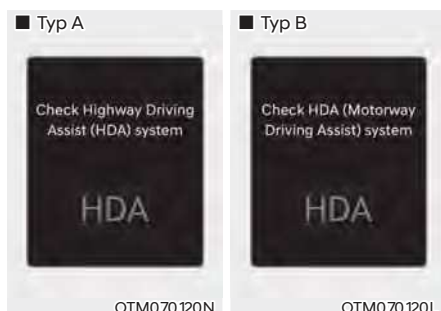 ■ Typ A
Check Highway Driving
Assist (HDA) system
HDA
OTM070120N
■ Typ B
Check HDA (Motorway
Driving Assist) system
HDA
OTM070120L